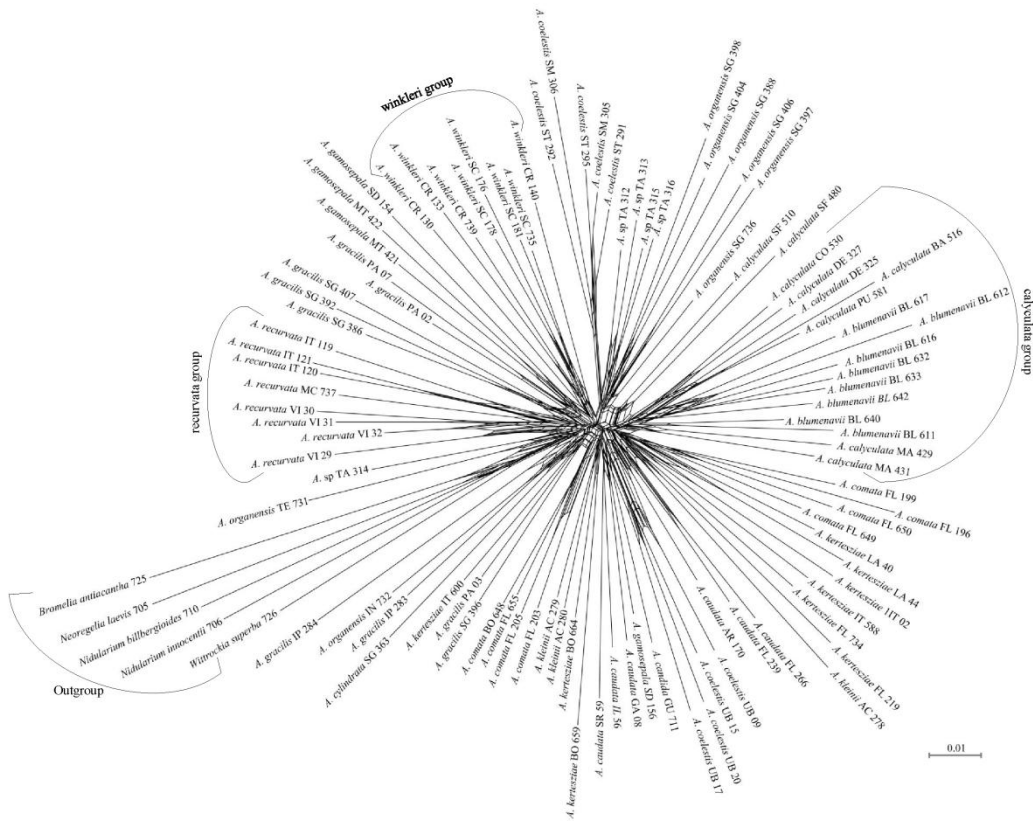 winkleri group
A. coelestis SM 306
A. coelestis ST 292
A. coelestis ST 295
A. coelestis SM 305
A. coelestis ST 291
A. sp TA 312
A. sp TA 313
A. sp TA 315
A. sp TA 316
A. organensis SG 398
A. organensis SG 404
A. organensis SG 388
A. organensis SG 406
A. organensis SG 397
A. organensis SG 736
A. calyculata SF 510
A. calyculata SF 480
A. calyculata CO 530
A. calyculata DE 327
A. calyculata DE 325
A. calyculata BA 516
A. calyculata PU 581
A. blumenavii BL 617
A. blumenavii BL 612
A. blumenavii BL 616
A. blumenavii BL 632
A. blumenavii BL 633
A. blumenavii BL 642
A. blumenavii BL 640
A. blumenavii BL 611
A. calyculata MA 429
A. calyculata MA 431
calyculata group
A. comata FL 199
A. comata FL 196
A. comata FL 650
A. comata FL 649
A. kertesziae LA 40
A. kertesziae LA 44
A. kertesziae 1IT 02
A. kertesziae IT 588
A. kertesziae FL 734
A. kertesziae FL 219
A. kleinii AC 278
A. caudata FL 266
A. caudata FL 239
A. caudata AR 170
A. coelestis UB 09
A. coelestis UB 20
A. coelestis UB 15
A. coelestis UB 17
A. candida GU 711
A. gamosepala SD 156
A. caudata GA 08
A. caudata IL 56
A. caudata SR 59
A. kertesziae BO 659
A. kertesziae BO 664
A. kleinii AC 280
A. kleinii AC 279
A. comata FL 203
A. comata FL 205
A. comata FL 655
A. comata BO 648
A. gracilis SG 396
A. gracilis PA 03
A. kertesziae IT 600
A. cylindrata SG 363
A. gracilis IP 283
A. organensis IN 732
A. gracilis IP 284
Witrockia superba 726
Nidularium innocentii 706
Nidularium billbergioides 710
Neoregelia laevis 705
Bromelia antiacantha 725
Outgroup
A. organensis TE 731
A. sp TA 314
A. recurvata VI 29
A. recurvata VI 32
A. recurvata VI 31
A. recurvata VI 30
A. recurvata MC 737
A. recurvata IT 120
A. recurvata IT 121
A. recurvata IT 119
recurvata group
A. gracilis SG 386
A. gracilis SG 392
A. gracilis SG 407
A. gracilis PA 02
A. gracilis PA 07
A. gamosepala MT 421
A. gamosepala MT 422
A. gamosepala SD 154
A. winkleri CR 130
A. winkleri CR 133
A. winkleri CR 739
A. winkleri SC 178
A. winkleri SC 176
A. winkleri SC 181
A. winkleri SC 735
A. winkleri CR 140
0.01